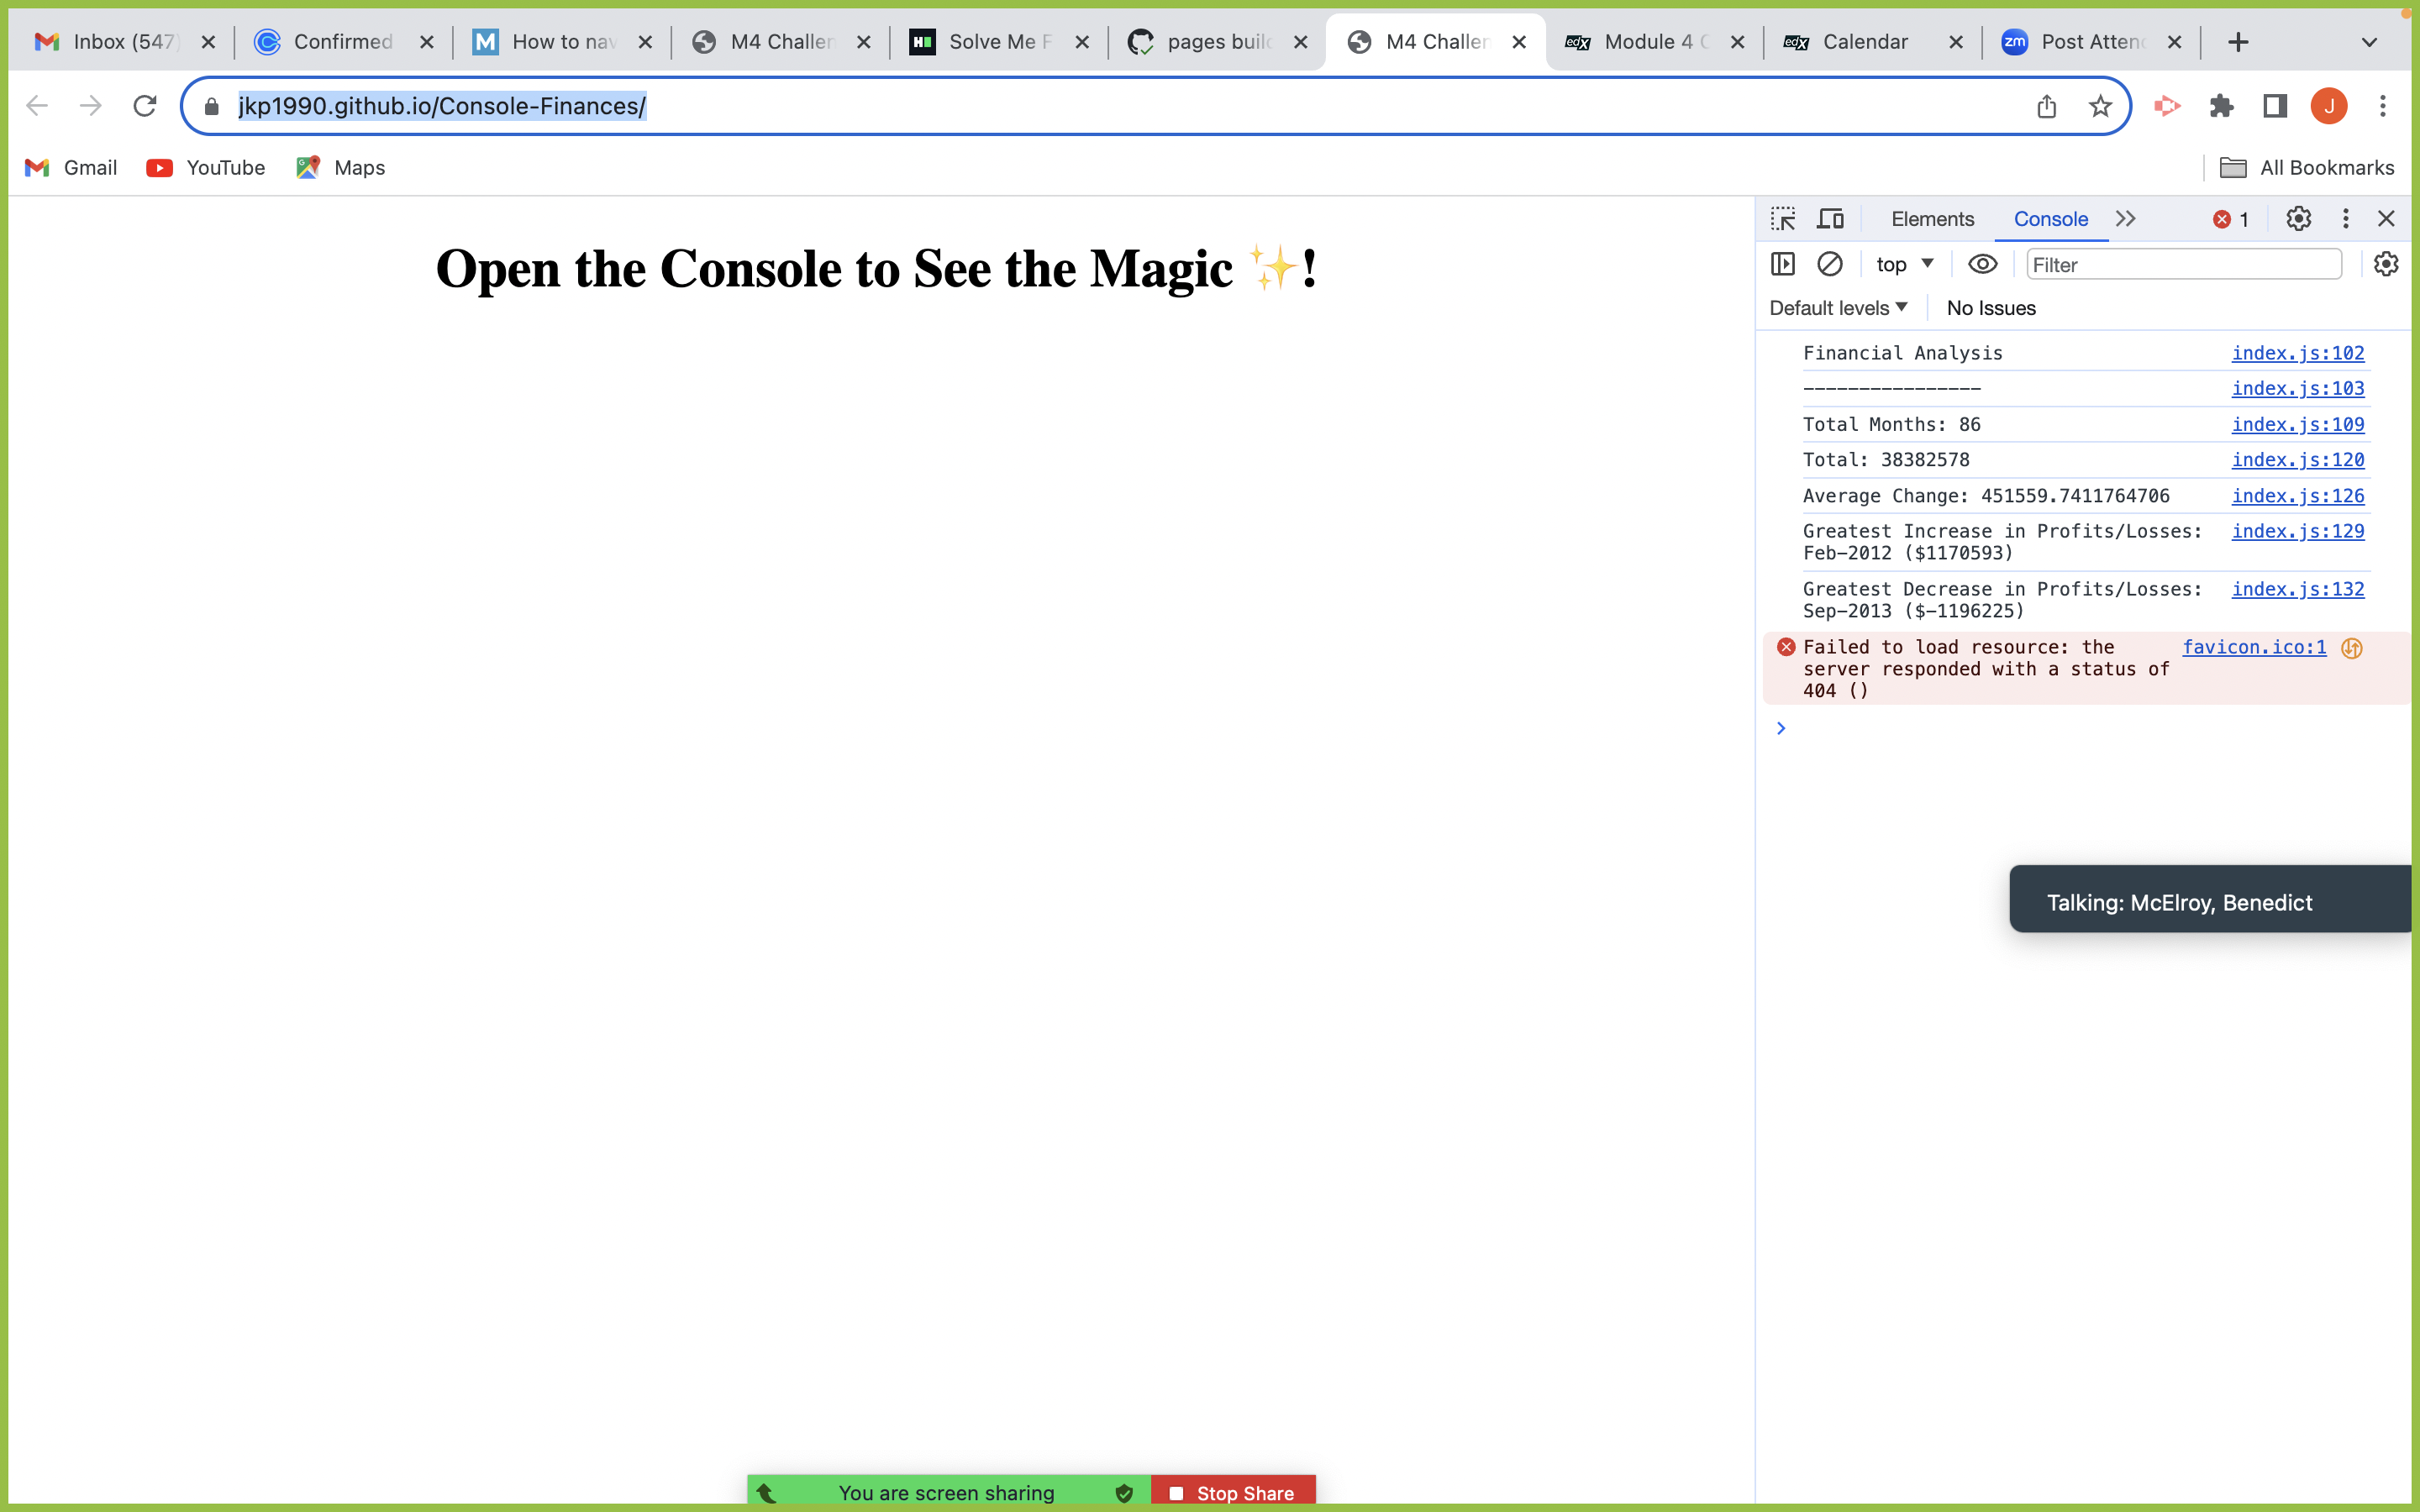 Inbox (547)
Confirmed
How to nav
M4 Challen
Solve Me F
pages build
M4 Challen
Module 4 C
Calendar
Post Attend
jkp1990.github.io/Console-Finances/
J
Gmail
YouTube
Maps
All Bookmarks
Open the Console to See the Magic ✨!
Elements
Console
1
top
Filter
Default levels
No Issues
Financial Analysis index.js:102
---------------- index.js:103
Total Months: 86 index.js:109
Total: 38382578 index.js:120
Average Change: 451559.7411764706 index.js:126
Greatest Increase in Profits/Losses: index.js:129
Feb-2012 ($1170593)
Greatest Decrease in Profits/Losses: index.js:132
Sep-2013 ($-1196225)
Failed to load resource: the favicon.ico:1
server responded with a status of
404 ()
Talking: McElroy, Benedict
You are screen sharing
Stop Share